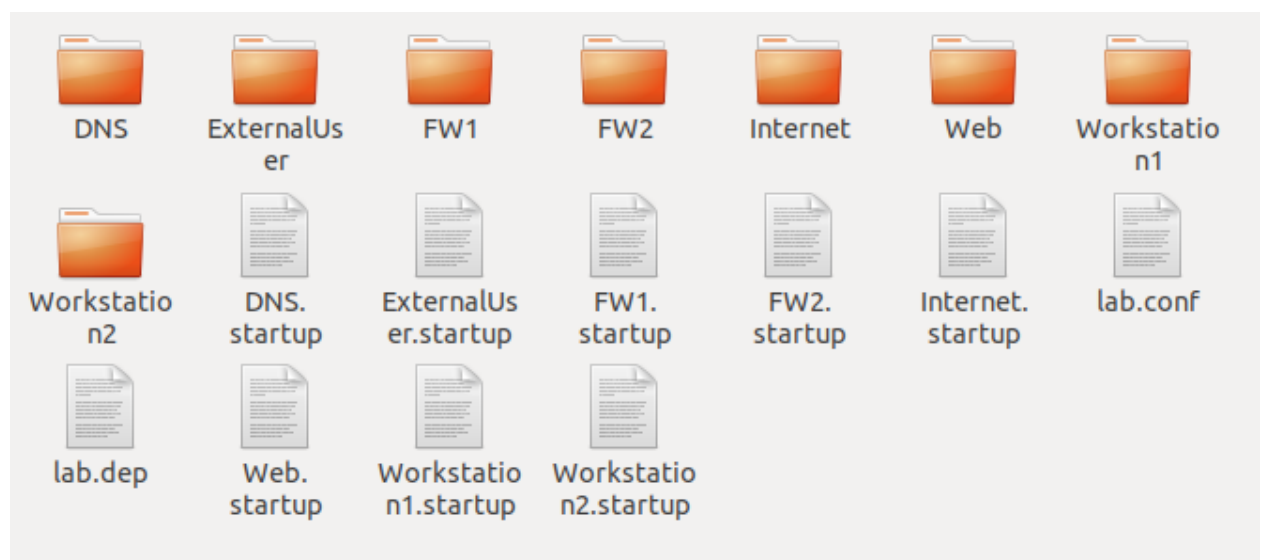 DNS
ExternalUs
er
FW1
FW2
Internet
Web
Workstatio
n1
Workstatio
n2
DNS.
startup
ExternalUs
er.startup
FW1.
startup
FW2.
startup
Internet.
startup
lab.conf
lab.dep
Web.
startup
Workstatio
n1.startup
Workstatio
n2.startup